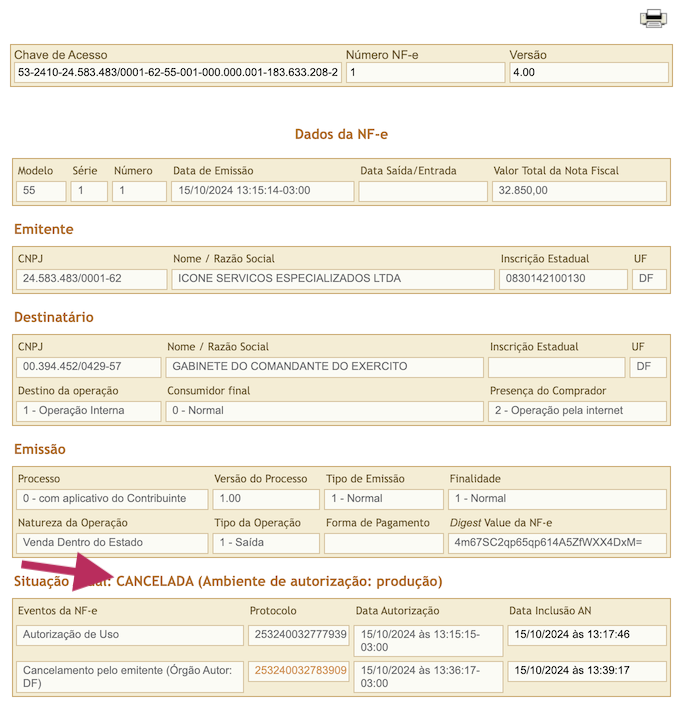 Chave de Acesso Número NF-e Versão
53-2410-24.583.483/0001-62-55-001-000.000.001-183.633.208-2 1 4.00
Dados da NF-e
Modelo Série Número Data de Emissão Data Saída/Entrada Valor Total da Nota Fiscal
55 1 1 15/10/2024 13:15:14-03:00 32.850,00
Emitente
CNPJ Nome / Razão Social Inscrição Estadual UF
24.583.483/0001-62 ICONE SERVICOS ESPECIALIZADOS LTDA 0830142100130 DF
Destinatário
CNPJ Nome / Razão Social Inscrição Estadual UF
00.394.452/0429-57 GABINETE DO COMANDANTE DO EXERCITO DF
Destino da operação Consumidor final Presença do Comprador
1 - Operação Interna 0 - Normal 2 - Operação pela internet
Emissão
Processo Versão do Processo Tipo de Emissão Finalidade
0 - com aplicativo do Contribuinte 1.00 1 - Normal 1 - Normal
Natureza da Operação Tipo da Operação Forma de Pagamento Digest Value da NF-e
Venda Dentro do Estado 1 - Saída 4m67SC2qp65qp614A5ZfWXX4DxM=
Situação CANCELADA (Ambiente de autorização: produção)
Eventos da NF-e Protocolo Data Autorização Data Inclusão AN
Autorização de Uso 253240032777939 15/10/2024 às 13:15:15-03:00 15/10/2024 às 13:17:46
Cancelamento pelo emitente (Órgão Autor: DF) 253240032783909 15/10/2024 às 13:36:17-03:00 15/10/2024 às 13:39:17